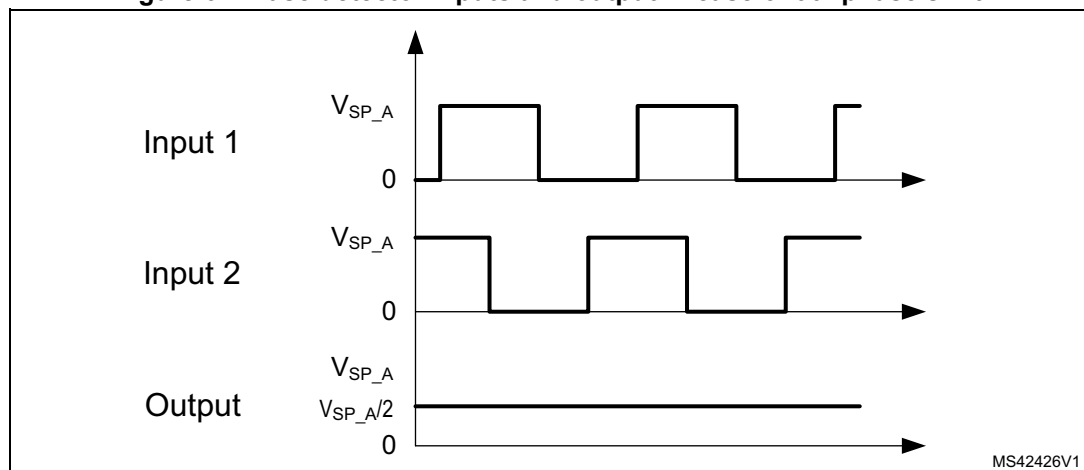 V_SP_A
Input 1
0
V_SP_A
Input 2
0
V_SP_A
Output
V_SP_A/2
0
MS42426V1